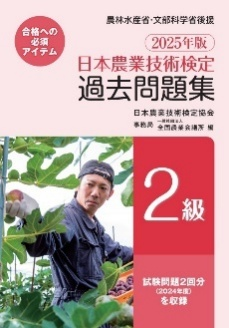 農林水産省・文部科学省後援
合格への
必須
アイテム
2025年版
日本農業技術検定
過去問題集
日本農業技術検定協会
事務局 一般社団法人 全国農業会議所 編
2級
試験問題2回分
(2024年度)
を収録